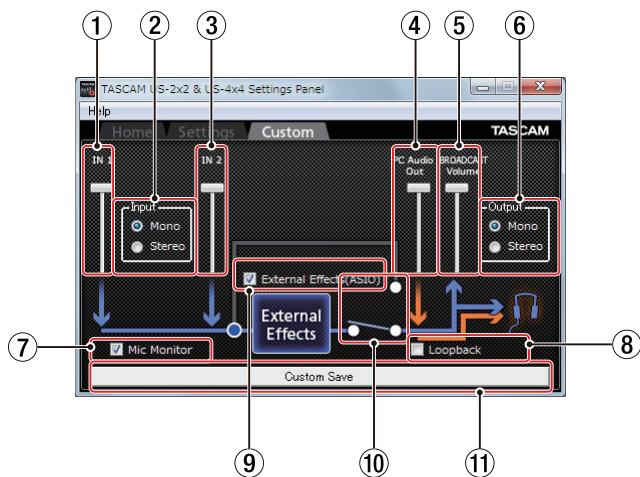 ① ② ③ ④ ⑤ ⑥
TASCAM US-2x2 & US-4x4 Settings Panel
Help
Home Settings Custom TASCAM
IN 1 IN 2 PC Audio Out BROADCAST Volume
Input
Mono
Stereo
Output
Mono
Stereo
External Effects(ASIO)
External Effects
Mic Monitor
Loopback
Custom Save
⑦ ⑧
⑨ ⑩ ⑪